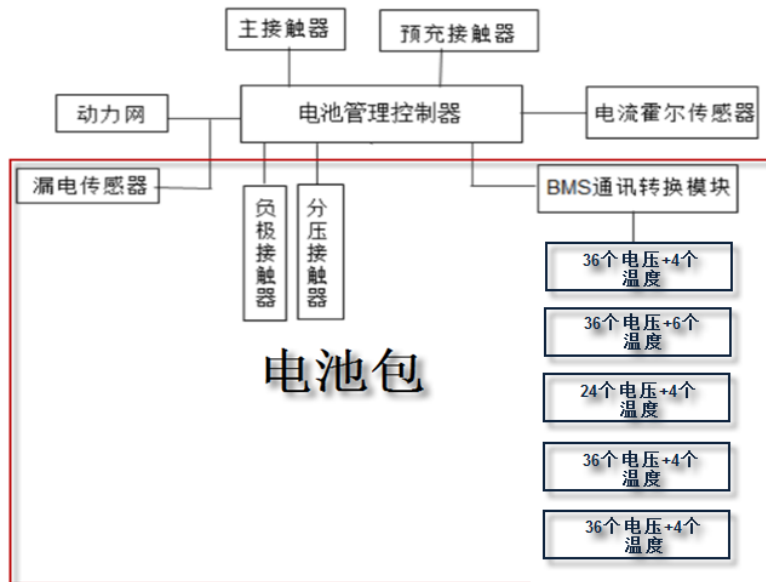 主接触器
预充接触器
动力网
电池管理控制器
电流霍尔传感器
漏电传感器
负极接触器
分压接触器
BMS通讯转换模块
36个电压+4个
温度
36个电压+6个
温度
24个电压+4个
温度
36个电压+4个
温度
36个电压+4个
温度
电池包